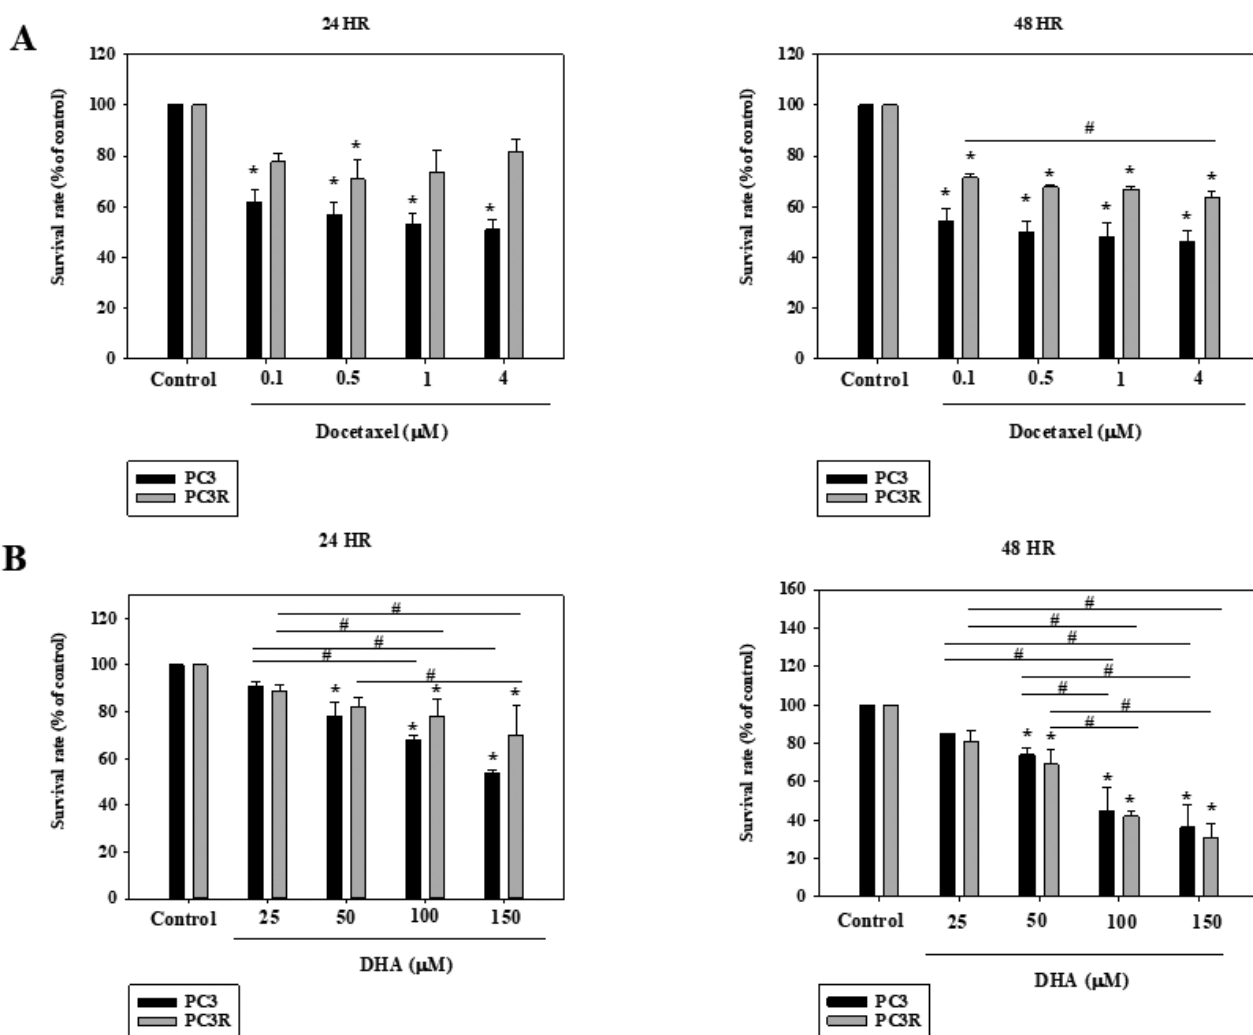 A
24 HR
Survival rate (% of control)
120
100
80
60
40
20
0
* * * * *
Control 0.1 0.5 1 4
Docetaxel (μM)
PC3
PC3R
48 HR
Survival rate (% of control)
120
100
80
60
40
20
0
#
* * * * * * * *
Control 0.1 0.5 1 4
Docetaxel (μM)
PC3
PC3R
B
24 HR
Survival rate (% of control)
120
100
80
60
40
20
0
#
#
#
#
#
* * * * *
Control 25 50 100 150
DHA (μM)
PC3
PC3R
48 HR
Survival rate (% of control)
160
140
120
100
80
60
40
20
0
#
#
#
#
#
#
#
#
* * * * * *
Control 25 50 100 150
DHA (μM)
PC3
PC3R